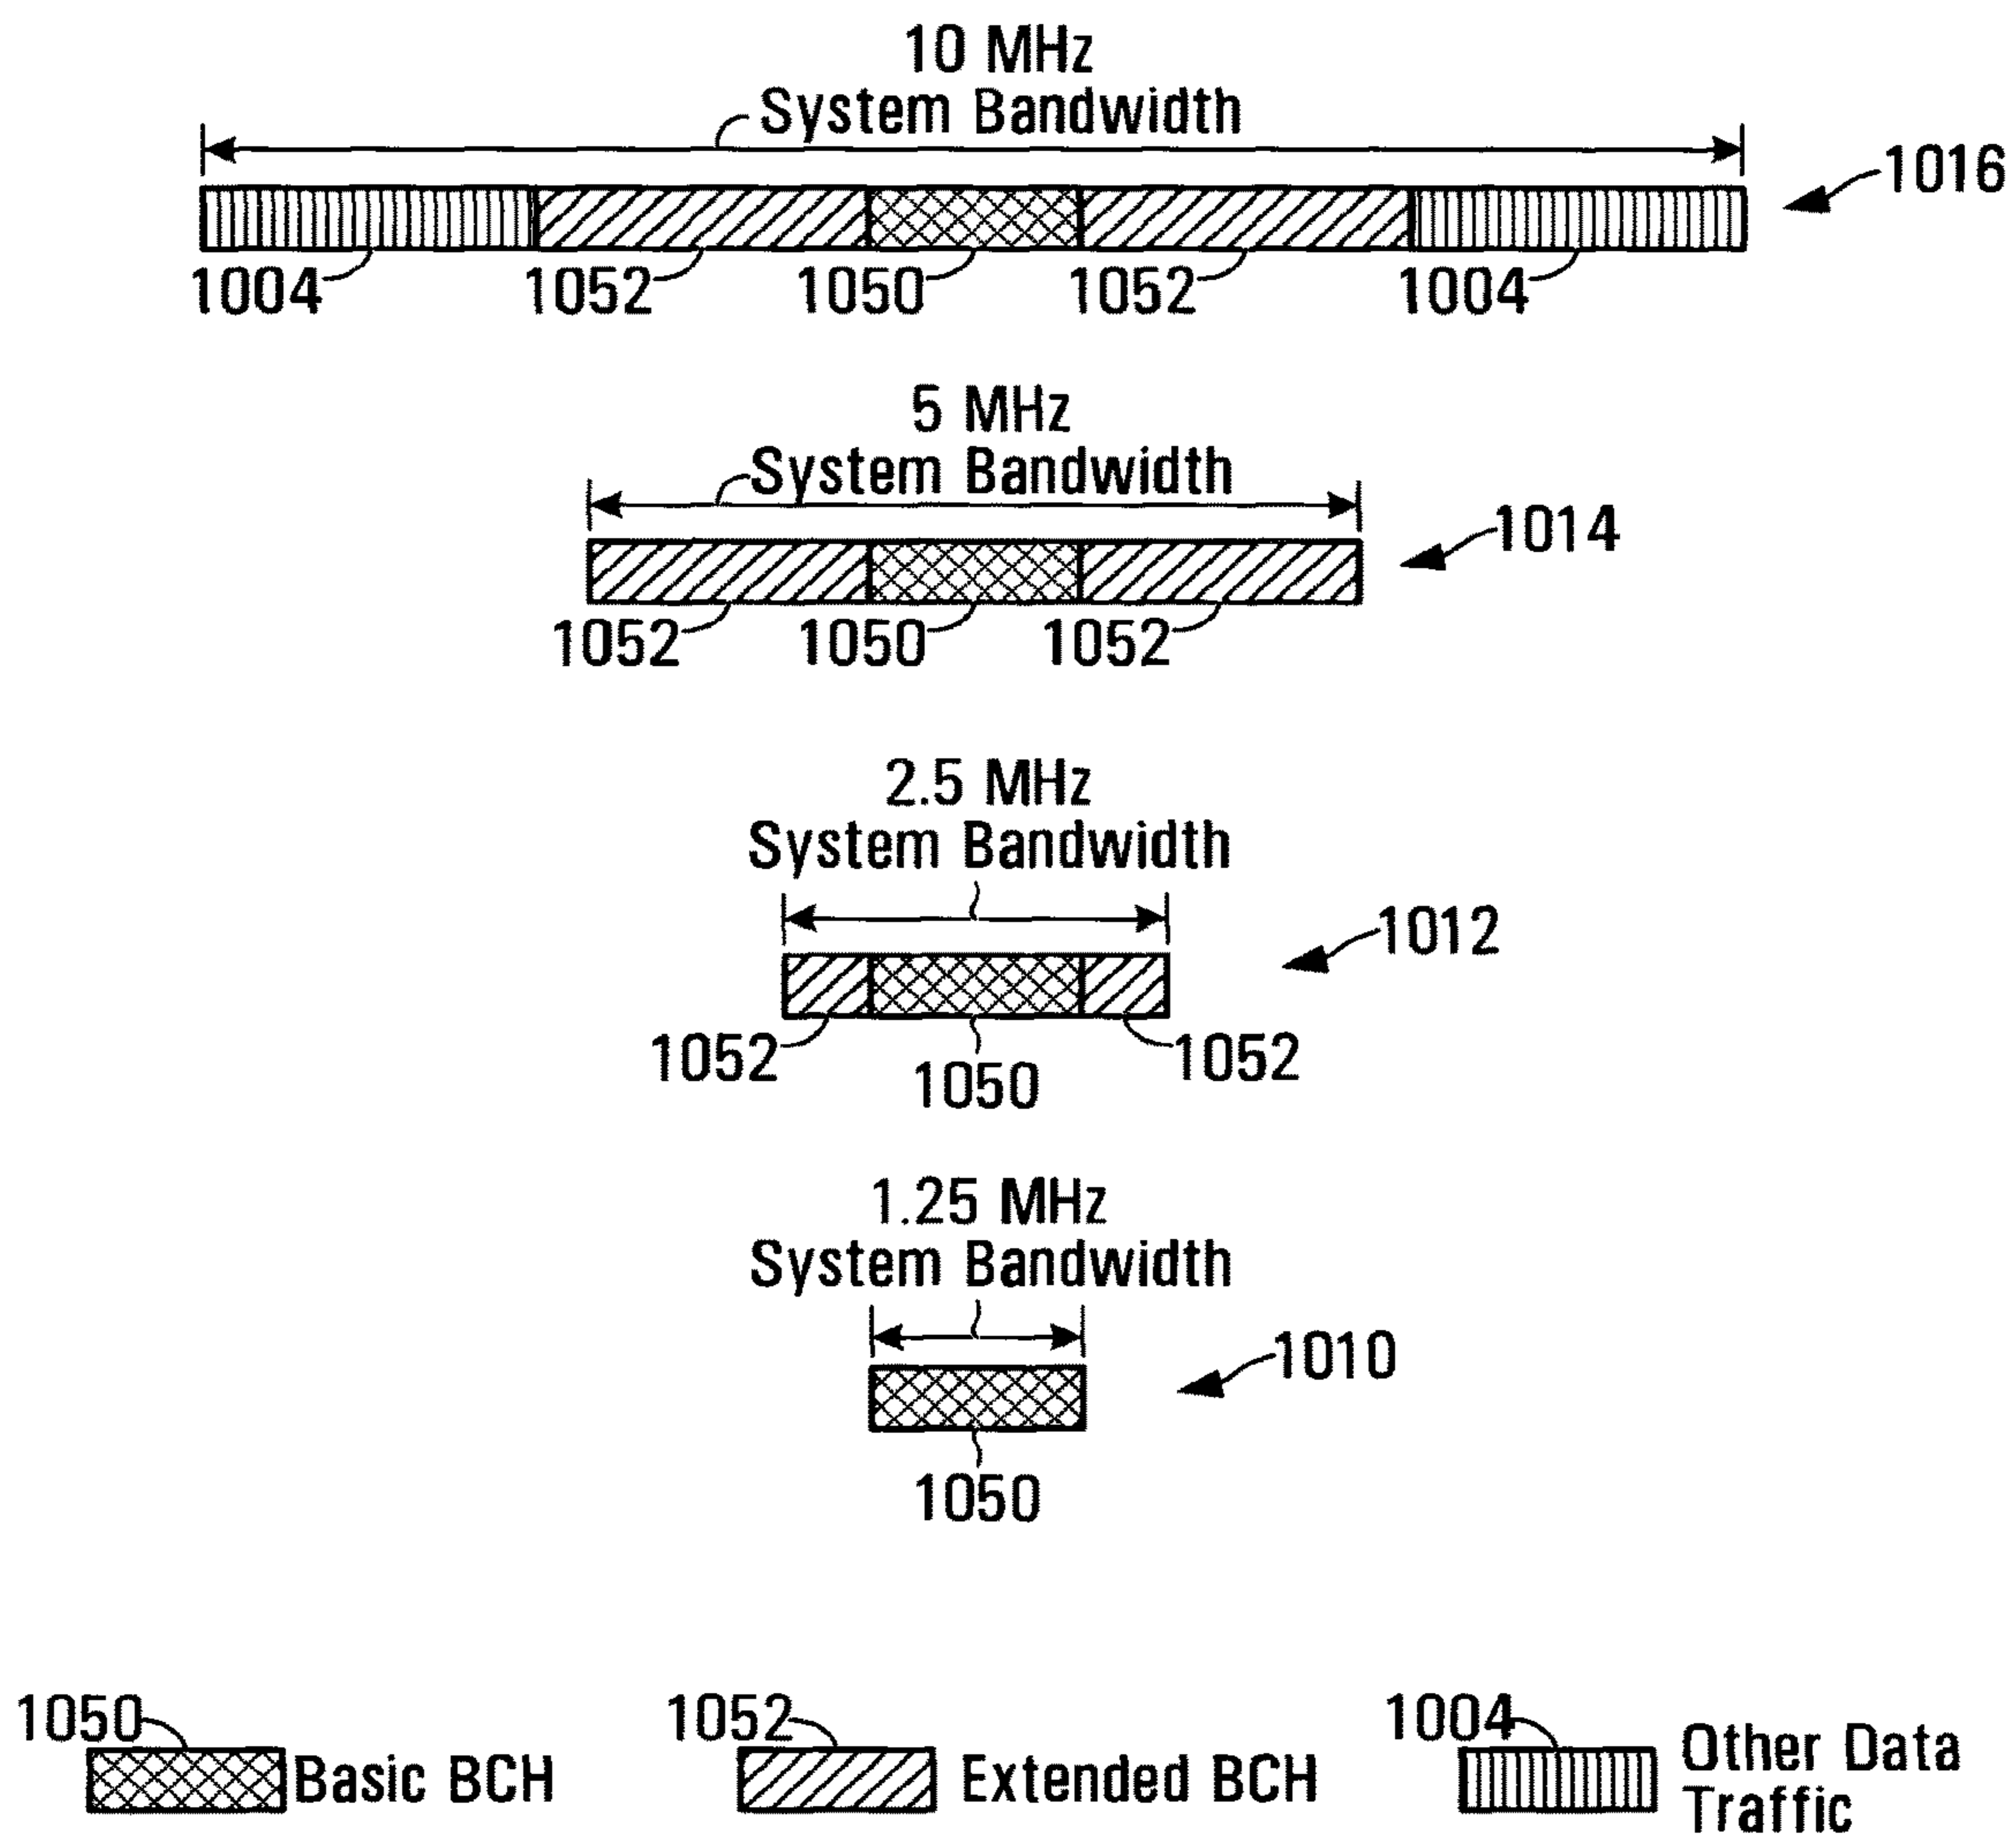 10 MHz
System Bandwidth
1016
1004 1052 1050 1052 1004
5 MHz
System Bandwidth
1014
1052 1050 1052
2.5 MHz
System Bandwidth
1012
1052 1050 1052
1.25 MHz
System Bandwidth
1010
1050
1050 Basic BCH
1052 Extended BCH
1004 Other Data
Traffic